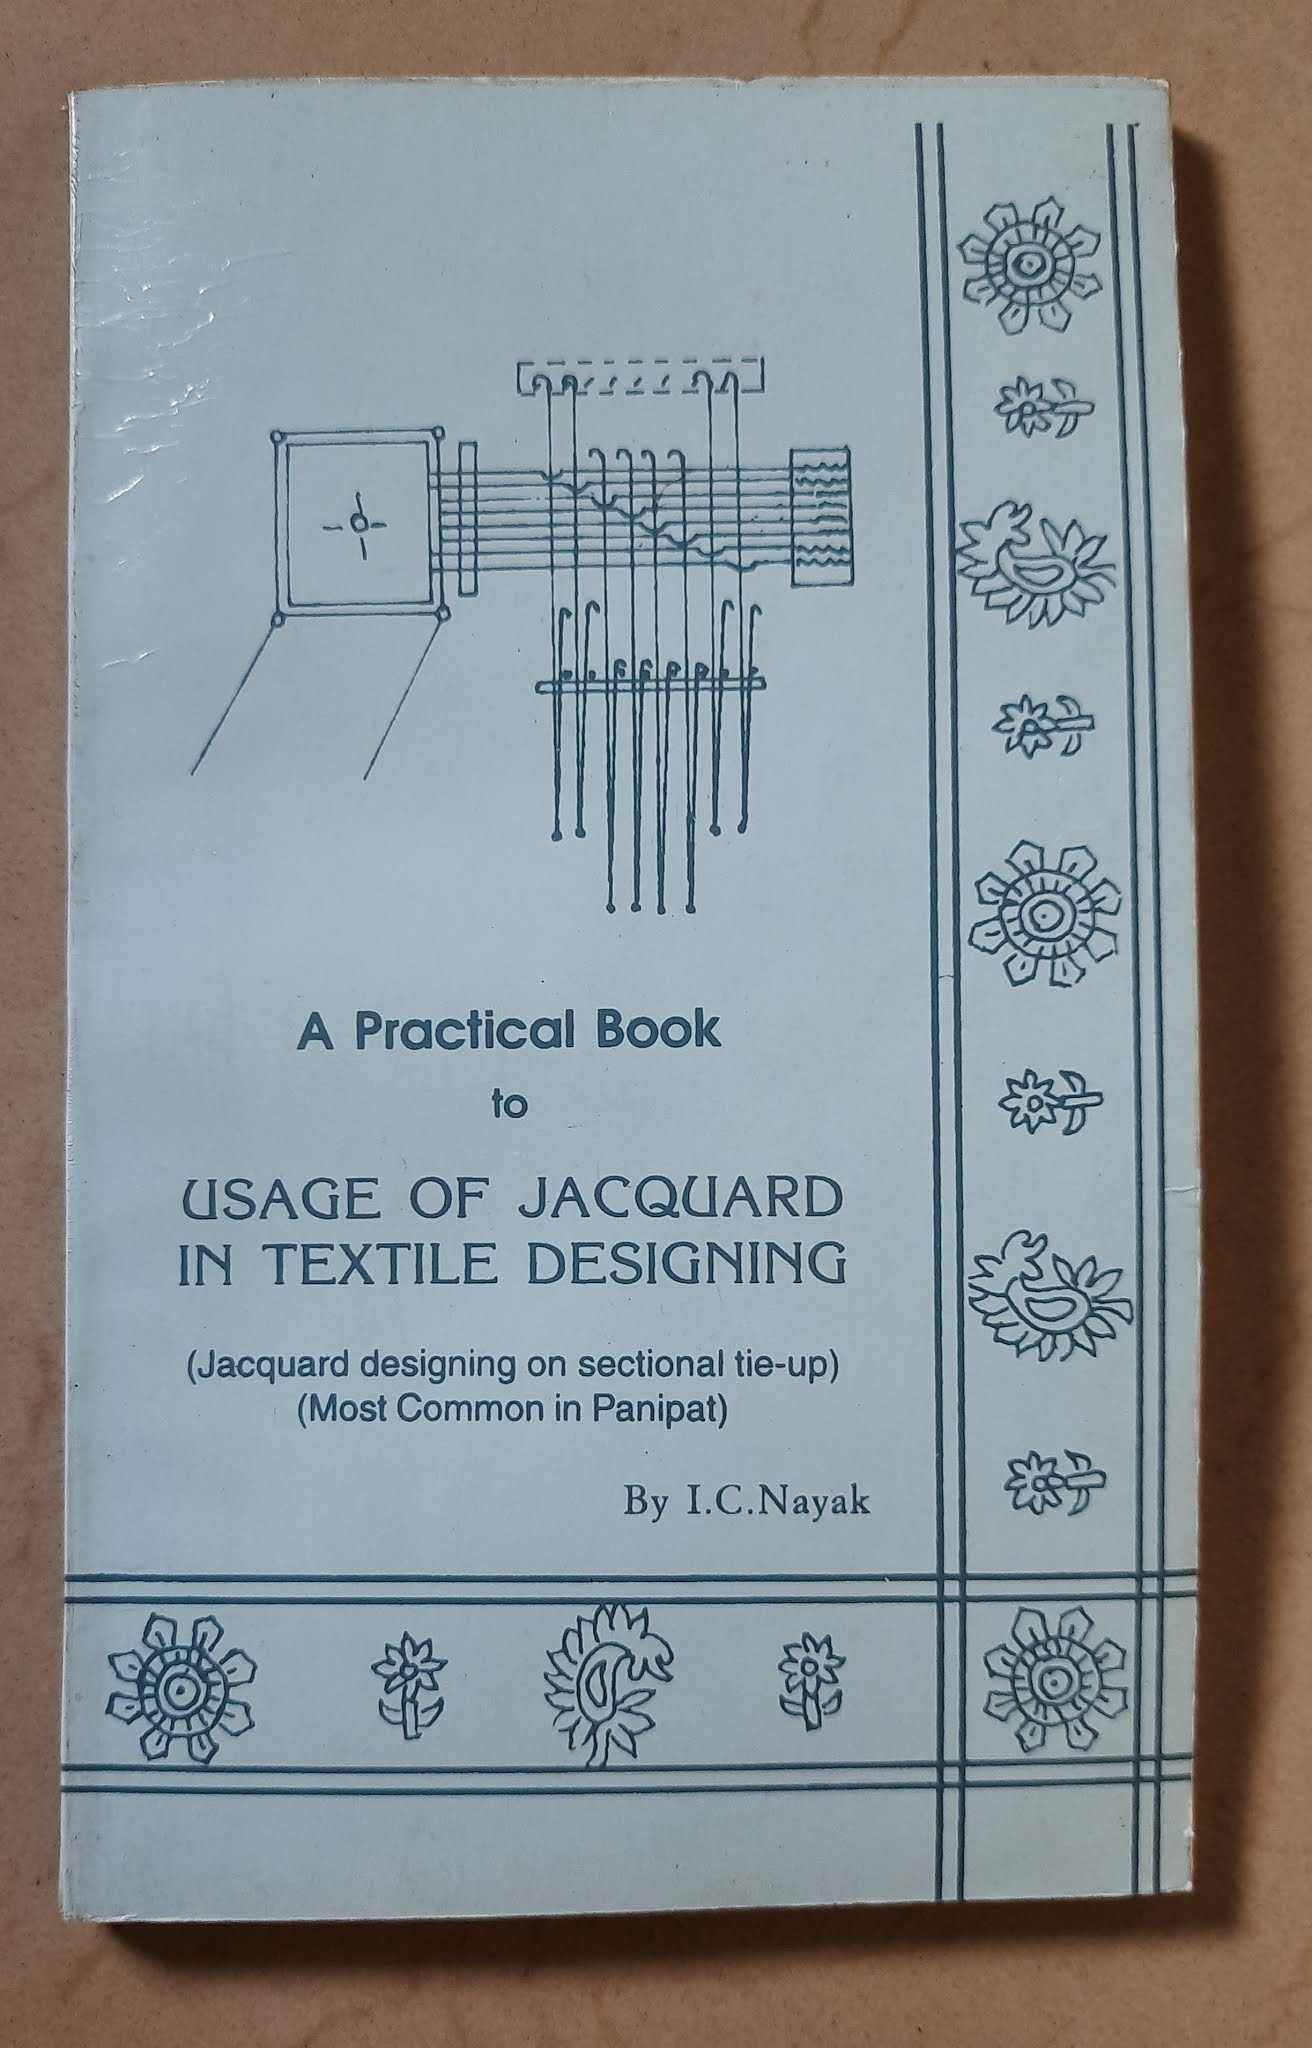 A Practical Book
to
USAGE OF JACQUARD
IN TEXTILE DESIGNING
(Jacquard designing on sectional tie-up)
(Most Common in Panipat)
By I.C.Nayak